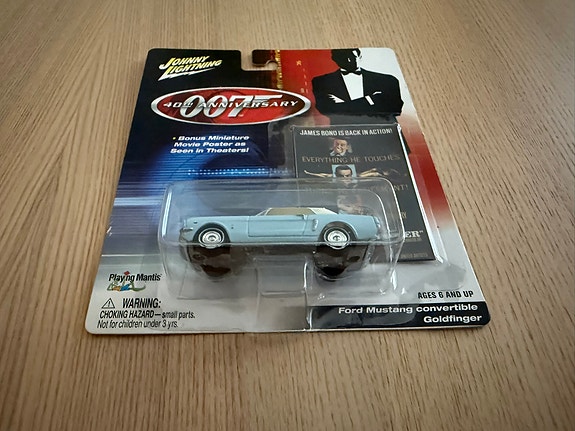 JOHNNY
LIGHTNING
007
40TH ANNIVERSARY
• Bonus Miniature
Movie Poster as
Seen in Theaters!
JAMES BOND IS BACK IN ACTION!
EVERYTHING HE TOUCHES
Playing Mantis
WARNING:
CHOKING HAZARD—small parts.
Not for children under 3 yrs.
AGES 6 AND UP
Ford Mustang convertible
Goldfinger